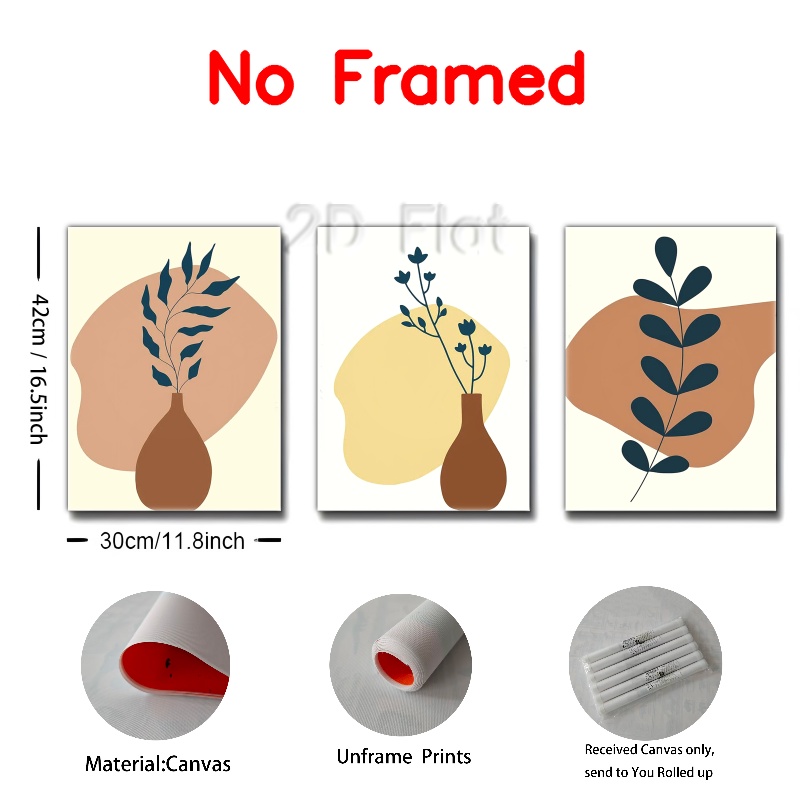 No Framed
2D Flat
42cm / 16.5inch
30cm/11.8inch
Material:Canvas
Unframe Prints
Received Canvas only,
send to You Rolled up